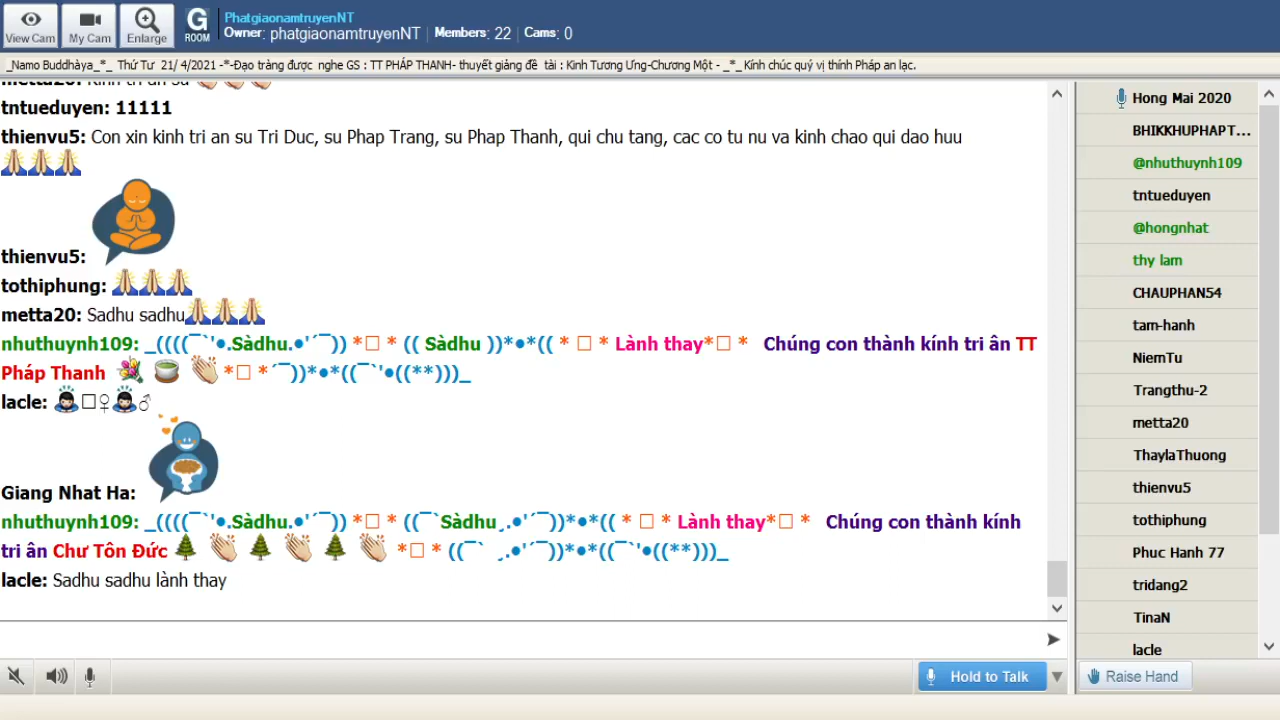 View Cam
My Cam
Enlarge
G
ROOM
PhatgiaonamtruyenNT
Owner: phatgiaonamtruyenNT | Members: 22 | Cams: 0
_Namo Buddhàya_*_ Thứ Tư 21/ 4/2021 -*-Đạo tràng được nghe GS : TT PHÁP THANH- thuyết giảng đề tài : Kinh Tương Ưng-Chương Một - _*_ Kính chúc quý vị thính Pháp an lạc.
tntueduyen: 11111
thienvu5: Con xin kinh tri an su Tri Duc, su Phap Trang, su Phap Thanh, qui chu tang, cac co tu nu va kinh chao qui dao huu
🙏🙏🙏
thienvu5:
tothiphung: 🙏🙏🙏
metta20: Sadhu sadhu🙏🙏🙏
nhuthuynh109: _((((¯`'•.Sàdhu.•'´¯)) *□ * (( Sàdhu ))*•*(( * □ * Lành thay*□ * Chúng con thành kính tri ân TT
Pháp Thanh 💐 🍵 👏 *□ *´¯))*•*((¯`'•((**)))_
lacle: 🙇□♀🙇♂
Giang Nhat Ha:
nhuthuynh109: _((((¯`'•.Sàdhu.•'´¯)) *□ * ((¯`Sàdhu¸.•'´¯))*•*(( * □ * Lành thay*□ * Chúng con thành kính
tri ân Chư Tôn Đức 🌲 👏 🌲 👏 🌲 👏 *□ * ((¯` ¸.•'´¯))*•*((¯`'•((**)))_
lacle: Sadhu sadhu lành thay
Hold to Talk
Hong Mai 2020
BHIKKHUPHAPT...
@nhuthuynh109
tntueduyen
@hongnhat
thy lam
CHAUPHAN54
tam-hanh
NiemTu
Trangthu-2
metta20
ThaylaThuong
thienvu5
tothiphung
Phuc Hanh 77
tridang2
TinaN
lacle
Raise Hand